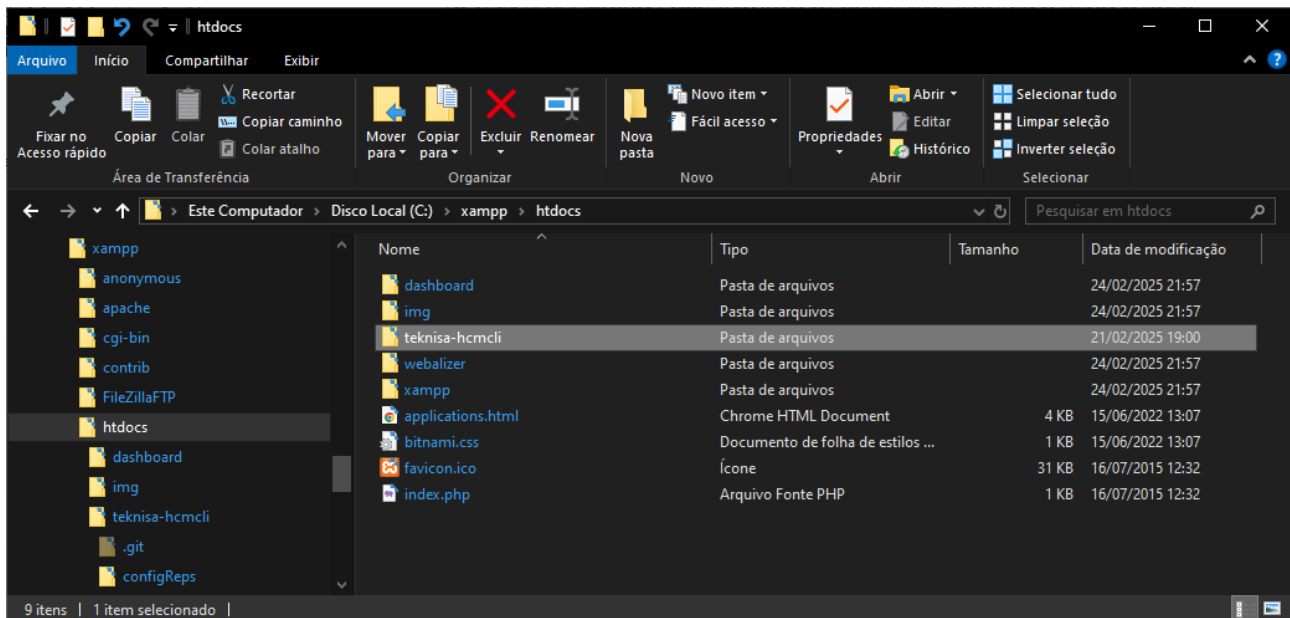 htdocs
Arquivo Início Compartilhar Exibir
Fixar no Acesso rápido
Copiar
Colar
Recortar
Copiar caminho
Colar atalho
Área de Transferência
Mover para
Copiar para
Excluir
Renomear
Organizar
Nova pasta
Novo item
Fácil acesso
Novo
Propriedades
Abrir
Editar
Histórico
Abrir
Selecionar tudo
Limpar seleção
Inverter seleção
Selecionar
Este Computador > Disco Local (C:) > xampp > htdocs
Pesquisar em htdocs
xampp
anonymous
apache
cgi-bin
contrib
FileZillaFTP
htdocs
dashboard
img
teknisa-hcmcli
.git
configReps
Nome Tipo Tamanho Data de modificação
dashboard Pasta de arquivos 24/02/2025 21:57
img Pasta de arquivos 24/02/2025 21:57
teknisa-hcmcli Pasta de arquivos 21/02/2025 19:00
webalizer Pasta de arquivos 24/02/2025 21:57
xampp Pasta de arquivos 24/02/2025 21:57
applications.html Chrome HTML Document 4 KB 15/06/2022 13:07
bitnami.css Documento de folha de estilos ... 1 KB 15/06/2022 13:07
favicon.ico Ícone 31 KB 16/07/2015 12:32
index.php Arquivo Fonte PHP 1 KB 16/07/2015 12:32
9 itens | 1 item selecionado |